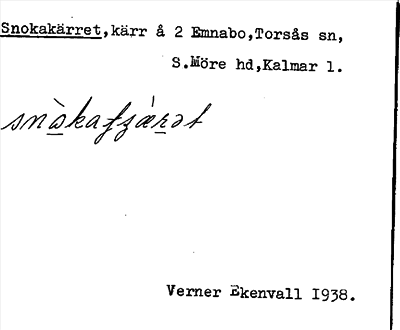 Snokakärret,kärr å 2 Emnabo,Torsås sn,
S.Möre hd,Kalmar l.
Verner Ekenvall 1938.